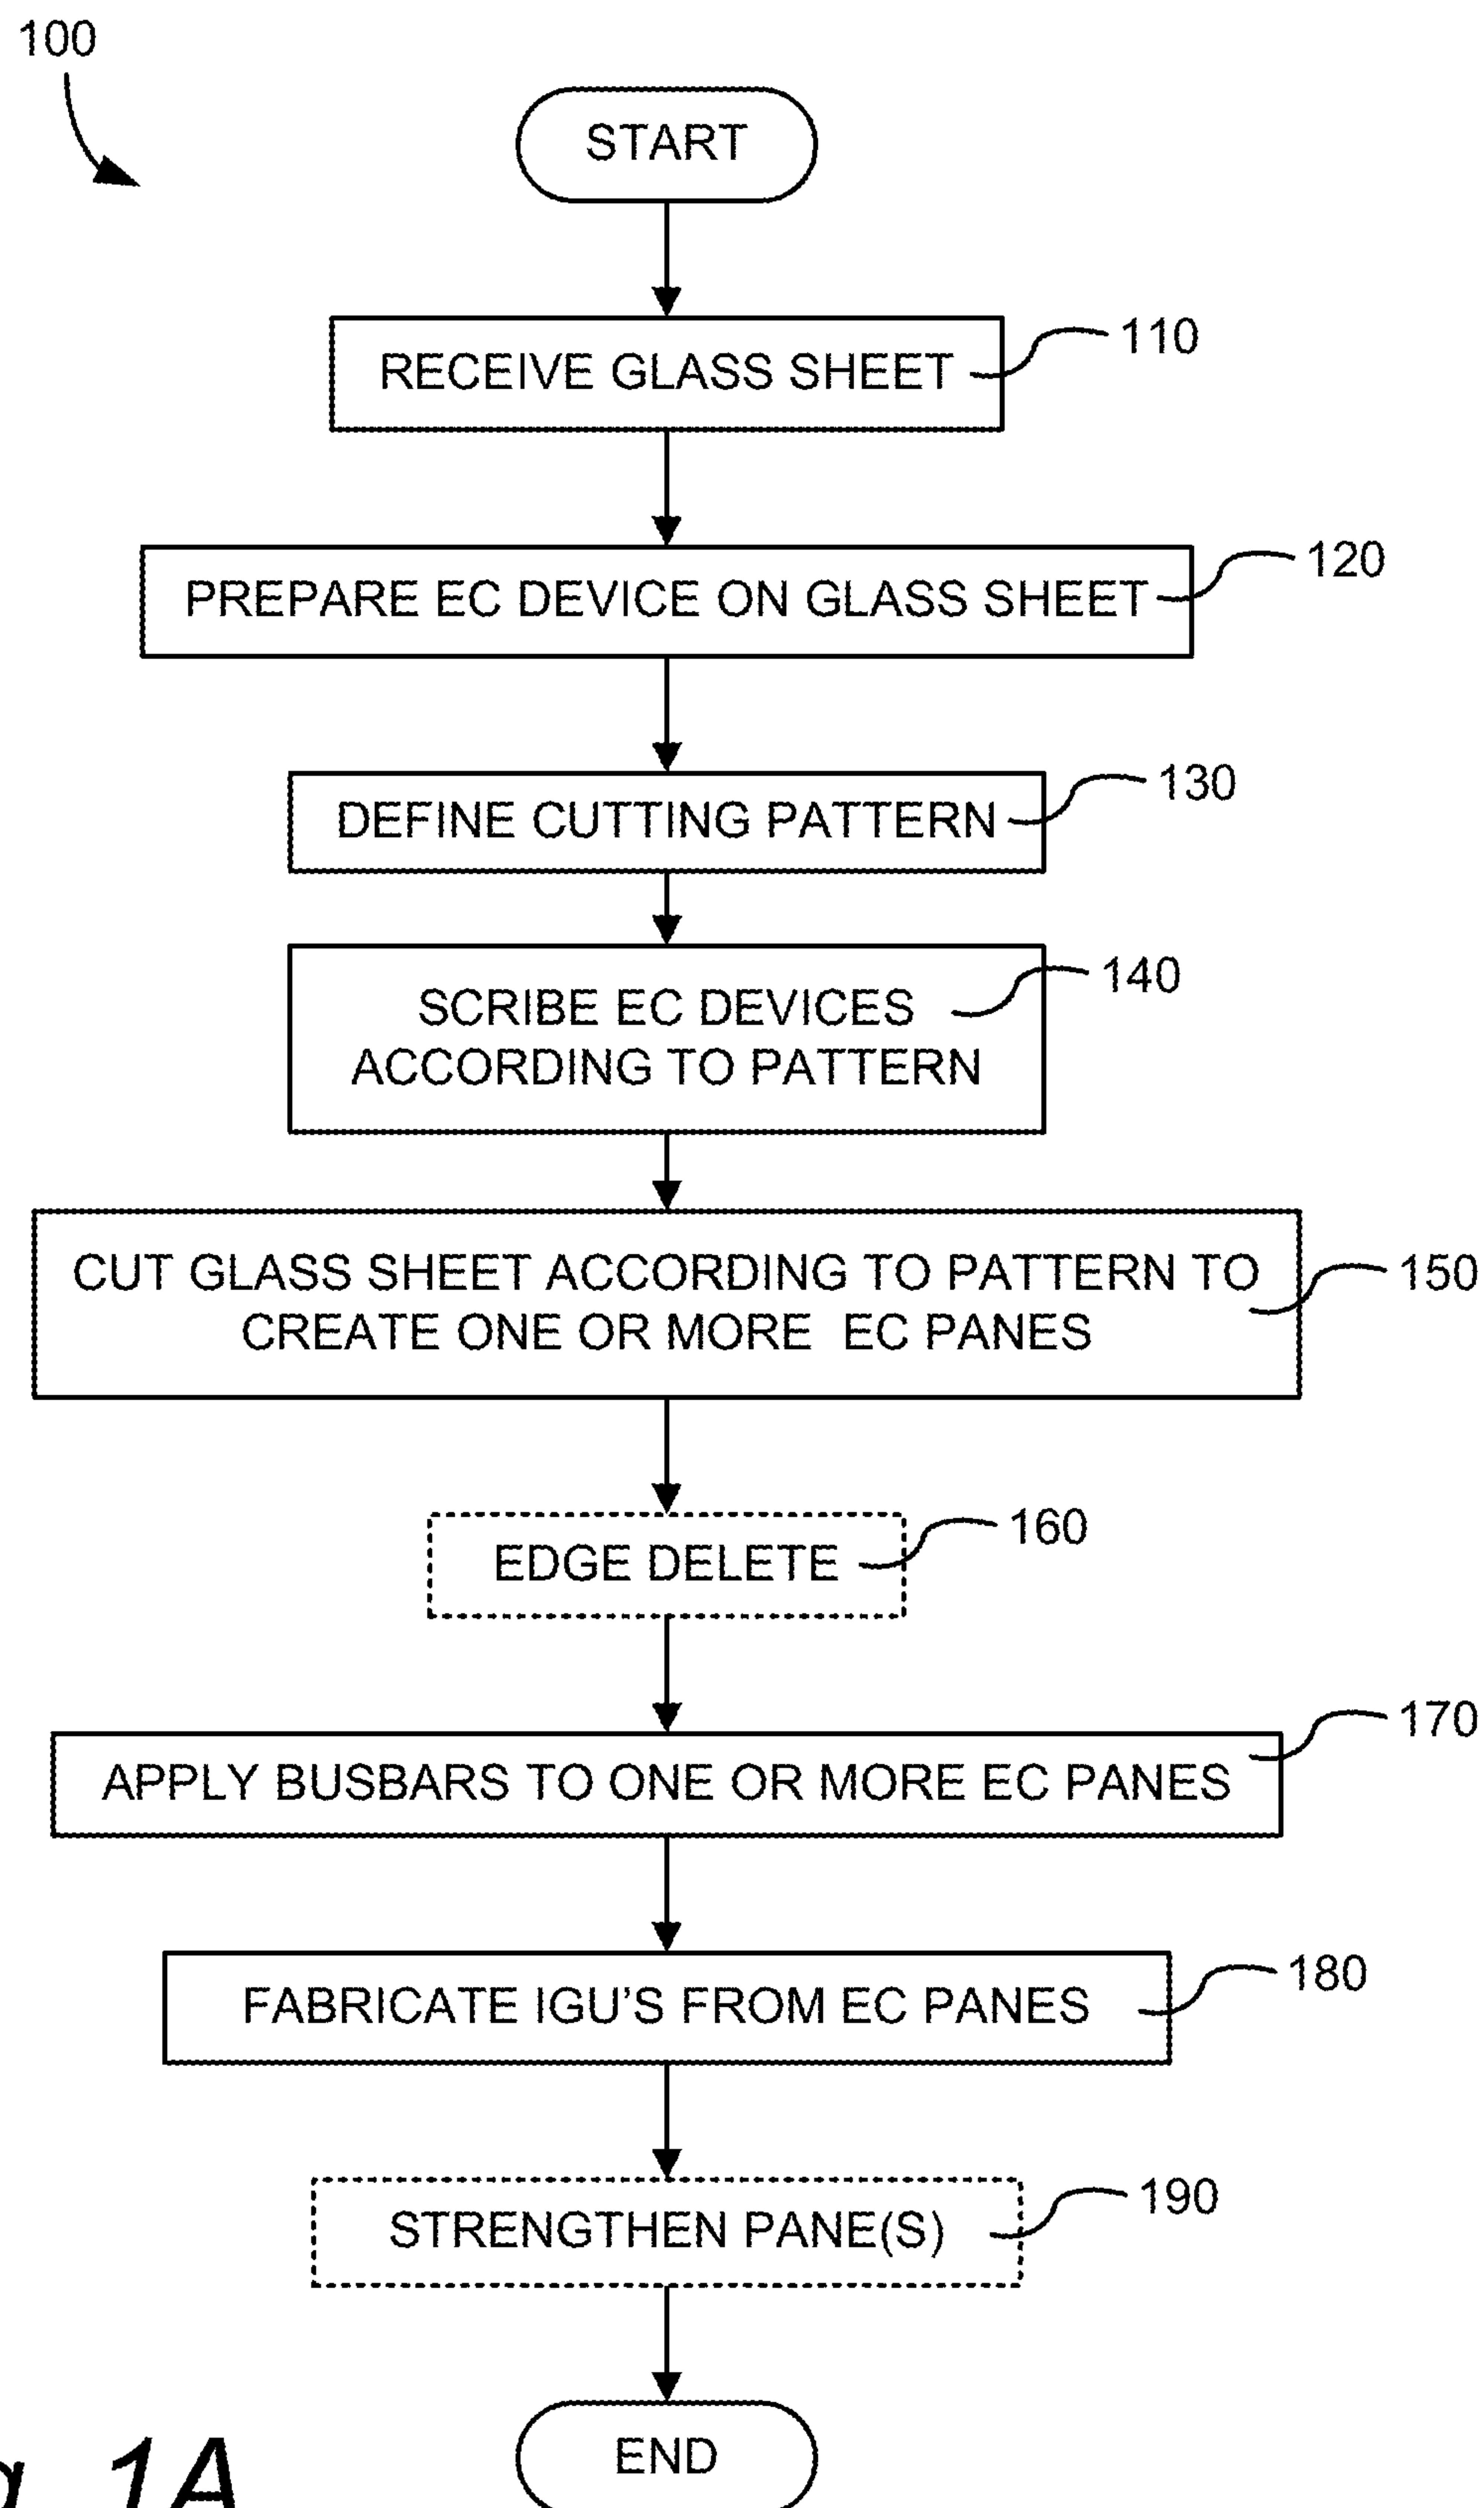 100
START
RECEIVE GLASS SHEET
110
PREPARE EC DEVICE ON GLASS SHEET
120
DEFINE CUTTING PATTERN
130
SCRIBE EC DEVICES
ACCORDING TO PATTERN
140
CUT GLASS SHEET ACCORDING TO PATTERN TO
CREATE ONE OR MORE EC PANES
150
EDGE DELETE
160
APPLY BUSBARS TO ONE OR MORE EC PANES
170
FABRICATE IGU'S FROM EC PANES
180
STRENGTHEN PANE(S)
190
END
1A